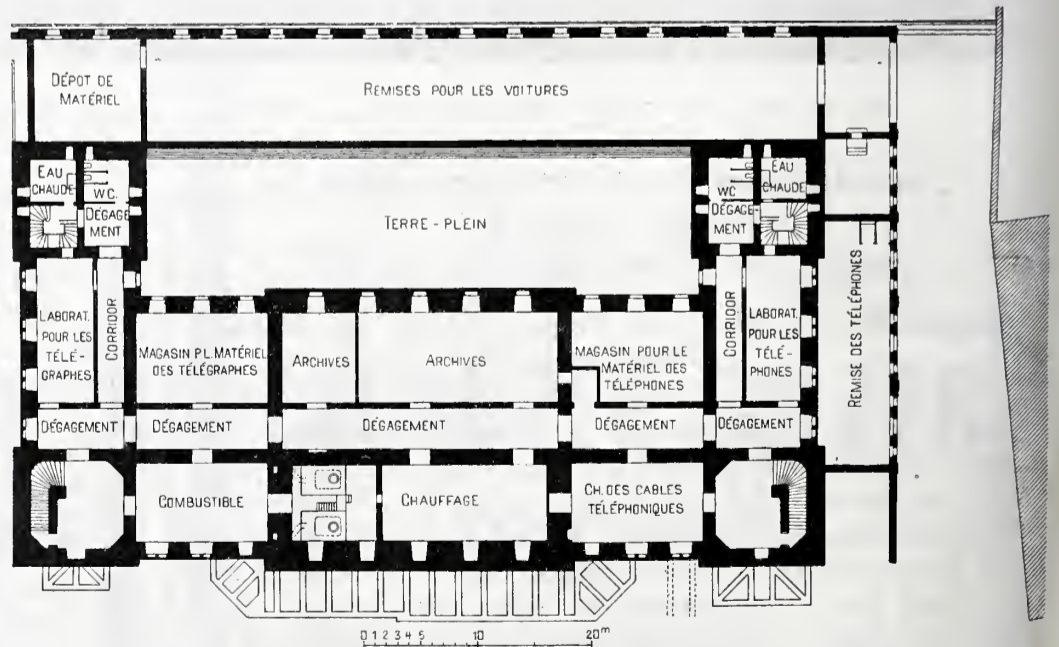 DÉPOT DE
MATÉRIEL
REMISES POUR LES VOITURES
EAU
CHAUDE
WC.
DÉGAGE
MENT
TERRE-PLEIN
WC
DÉGAGE-
MENT
EAU
CHAUDE
LABORAT.
POUR LES
TÉLÉ-
GRAPHES
CORRIDOR
MAGASIN P.L. MATÉRIEL
DES TÉLÉGRAPHES
ARCHIVES
ARCHIVES
MAGASIN POUR LE
MATÉRIEL DES
TÉLÉPHONES
CORRIDOR
LABORAT.
POUR LES
TÉLÉ-
PHONES
REMISE DES TÉLÉPHONES
DÉGAGEMENT
DÉGAGEMENT
DÉGAGEMENT
DÉGAGEMENT
DÉGAGEMENT
COMBUSTIBLE
CHAUFFAGE
CH. DES CABLES
TÉLÉPHONIQUES
0 1 2 3 4 5 10 20m